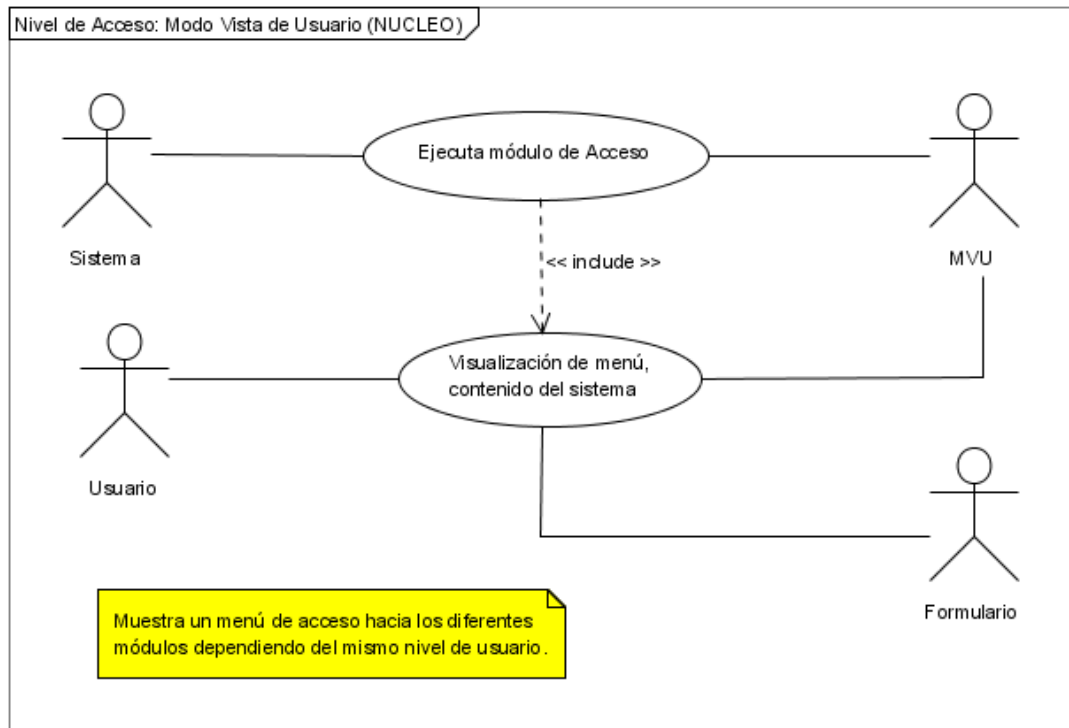 Nivel de Acceso: Modo Vista de Usuario (NUCLEO)
Ejecuta módulo de Acceso
Sistema
MVU
<< include >>
Visualización de menú,
contenido del sistema
Usuario
Formulario
Muestra un menú de acceso hacia los diferentes
módulos dependiendo del mismo nivel de usuario.